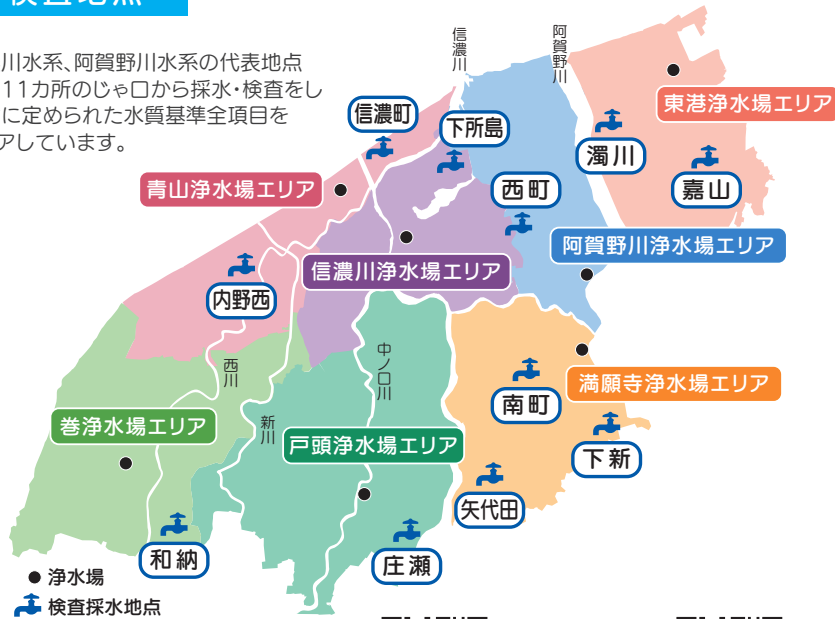 検査地点
川水系、阿賀野川水系の代表地点
11カ所のじゃ口から採水・検査をし
に定められた水質基準全項目を
アしています。
信濃川
阿賀野川
東港浄水場エリア
信濃町
下所島
濁川
嘉山
青山浄水場エリア
西町
阿賀野川浄水場エリア
信濃川浄水場エリア
内野西
西川
中ノ口川
新川
満願寺浄水場エリア
南町
巻浄水場エリア
戸頭浄水場エリア
下新
矢代田
和納
庄瀬
浄水場
検査採水地点